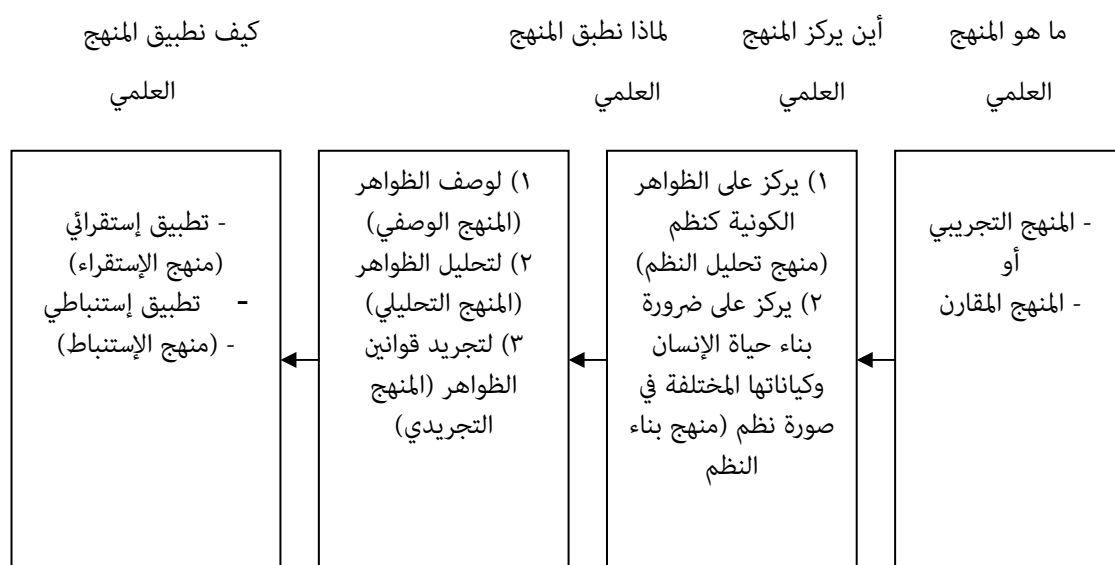 ما هو المنهج
العلمي
أين يركز المنهج
العلمي
لماذا نطبق المنهج
العلمي
كيف نطبيق المنهج
العلمي
- المنهج التجريبي
أو
- المنهج المقارن
١) يركز على الظواهر
الكونية كنظم
(منهج تحليل النظم)
٢) يركز على ضرورة
بناء حياة الإنسان
وكياناتها المختلفة في
صورة نظم (منهج بناء
النظم
١) لوصف الظواهر
(المنهج الوصفي)
٢) لتحليل الظواهر
(المنهج التحليلي)
٣) لتجريد قوانين
الظواهر (المنهج
التجريدي)
- تطبيق إستقرائي
(منهج الإستقراء)
- تطبيق إستنباطي
- (منهج الإستنباط)